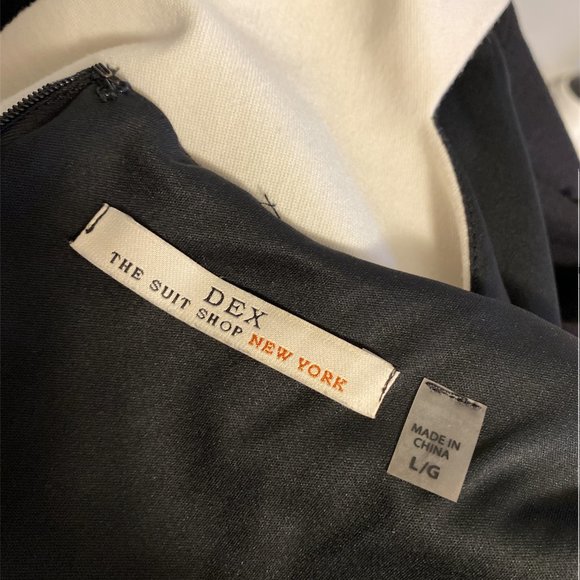 DEX
THE SUIT SHOP NEW YORK
MADE IN
CHINA
L/G